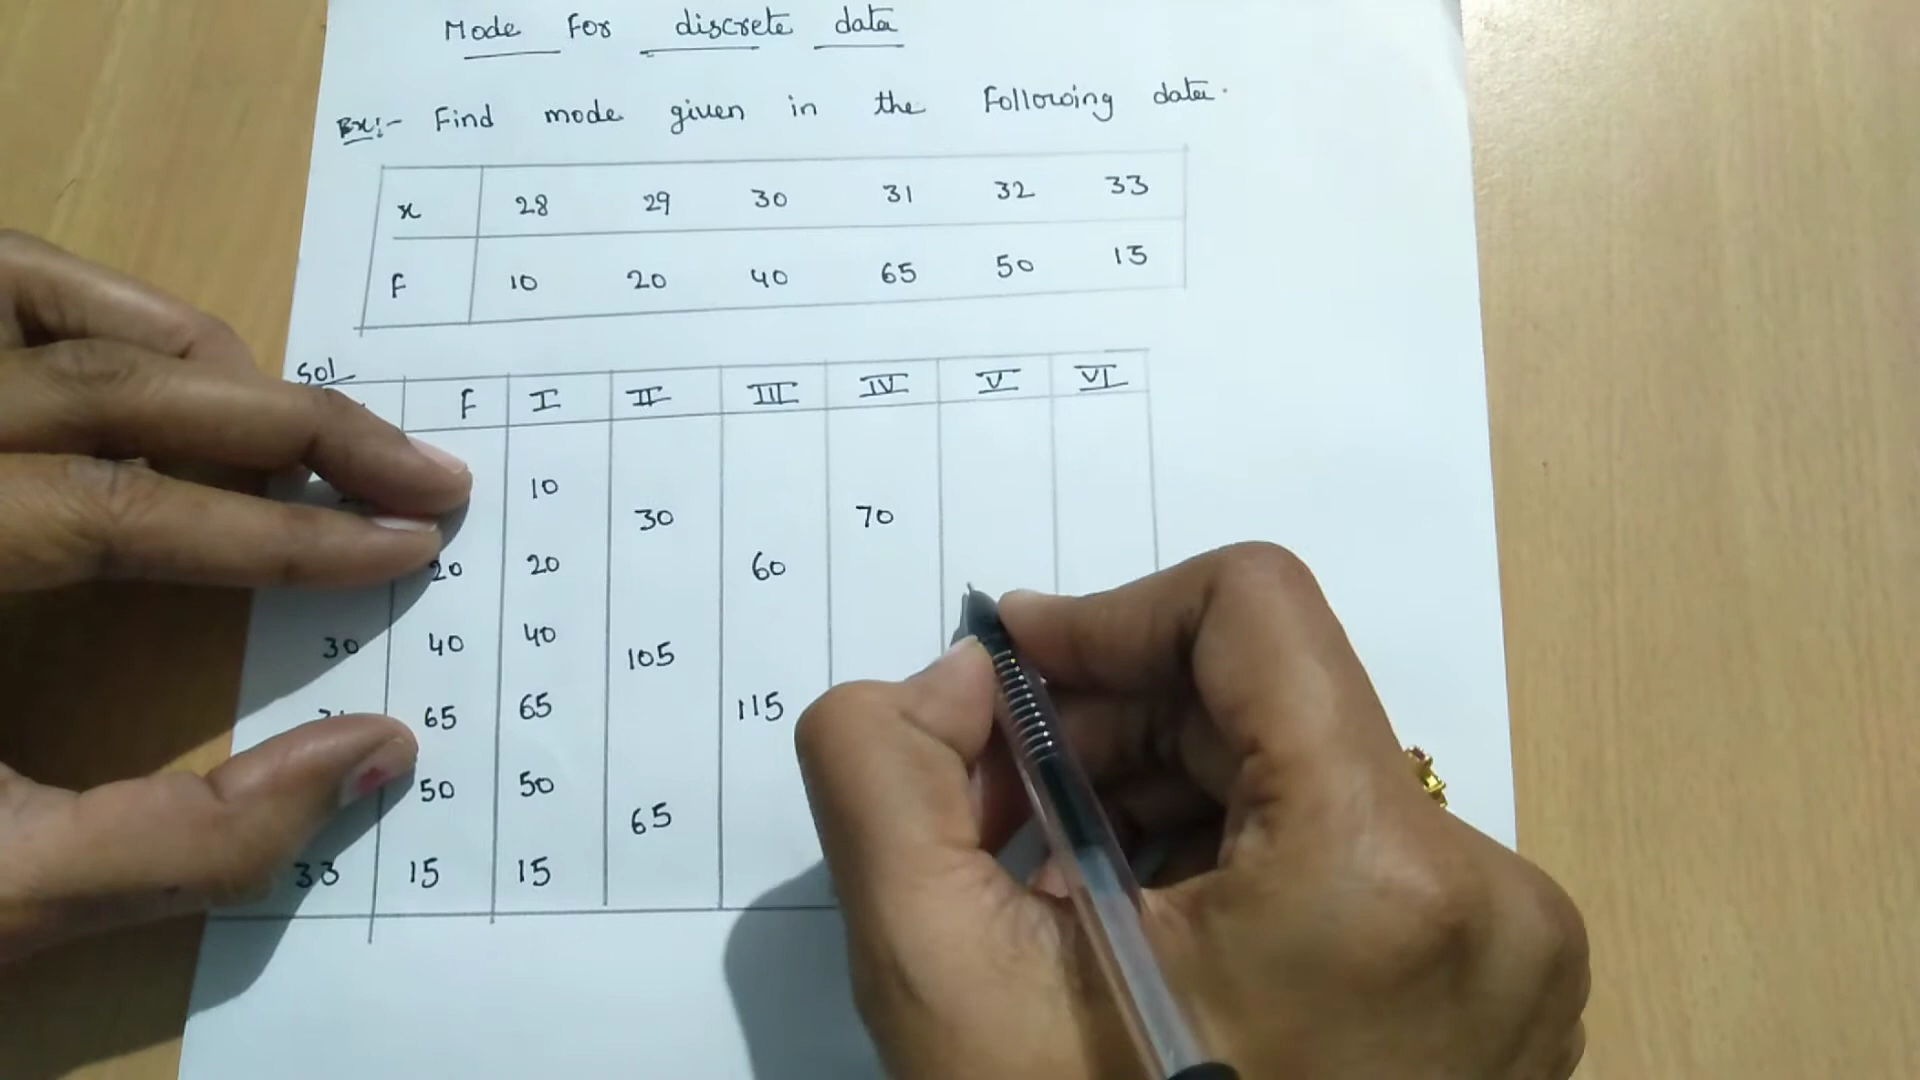 Mode for discrete data
Ex:- Find mode given in the following data.
x 28 29 30 31 32 33
f 10 20 40 65 50 15
Sol
f I II III IV V VI
10
30 70
20 20 60
30 40 40
105
65 65 115
50 50
65
33 15 15